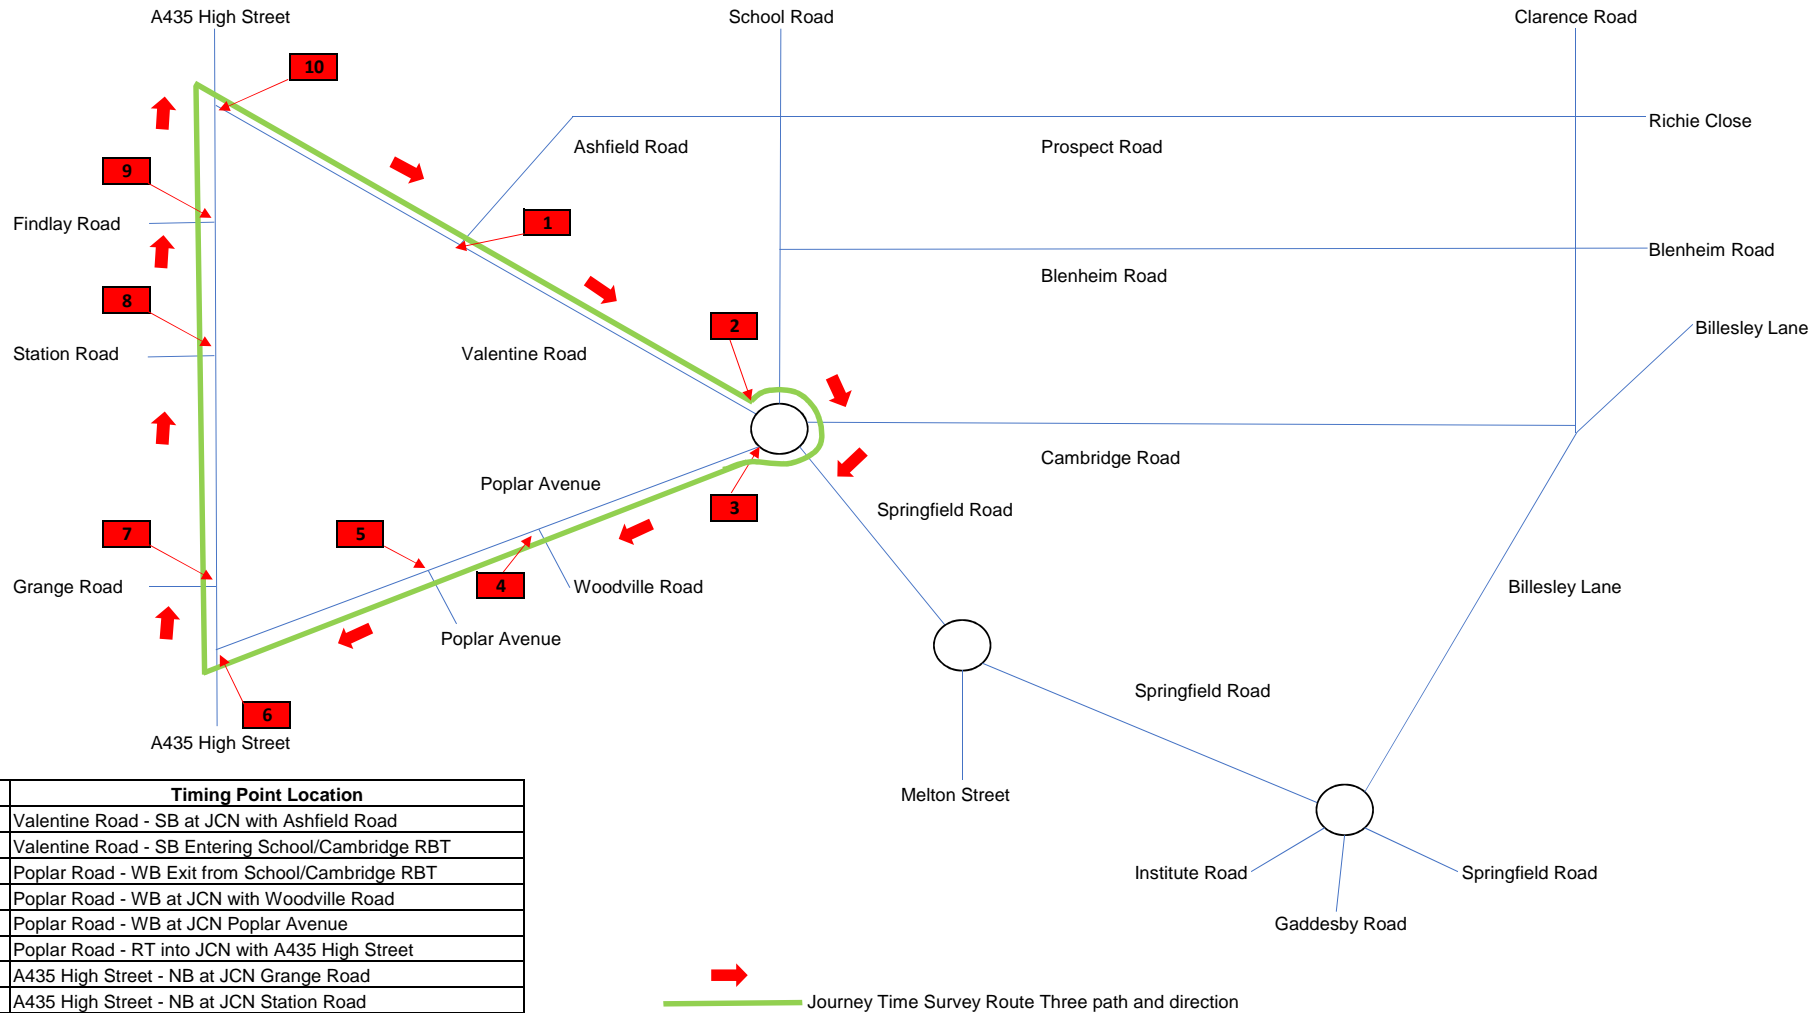 A435 High Street
School Road
Clarence Road
10
Richie Close
Ashfield Road
Prospect Road
9
1
Findlay Road
Blenheim Road
Blenheim Road
8
2
Billesley Lane
Station Road
Valentine Road
Cambridge Road
Poplar Avenue
3
Springfield Road
7
5
4
Grange Road
Woodville Road
Billesley Lane
Poplar Avenue
Springfield Road
6
A435 High Street
Melton Street
Timing Point Location
Valentine Road - SB at JCN with Ashfield Road
Valentine Road - SB Entering School/Cambridge RBT
Poplar Road - WB Exit from School/Cambridge RBT
Poplar Road - WB at JCN with Woodville Road
Poplar Road - WB at JCN Poplar Avenue
Poplar Road - RT into JCN with A435 High Street
A435 High Street - NB at JCN Grange Road
A435 High Street - NB at JCN Station Road
Institute Road
Springfield Road
Gaddesby Road
Journey Time Survey Route Three path and direction